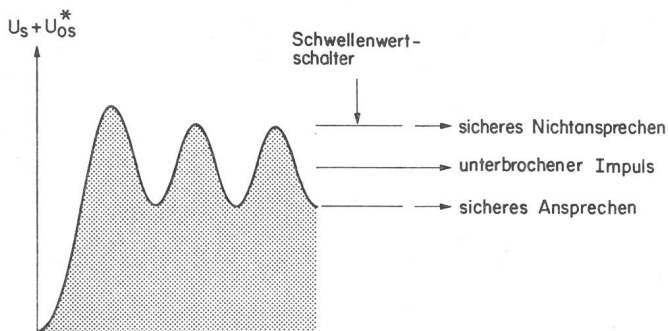 U_S + U_OS^*
Schwellenwert-
schalter
sicheres Nichtansprechen
unterbrochener Impuls
sicheres Ansprechen